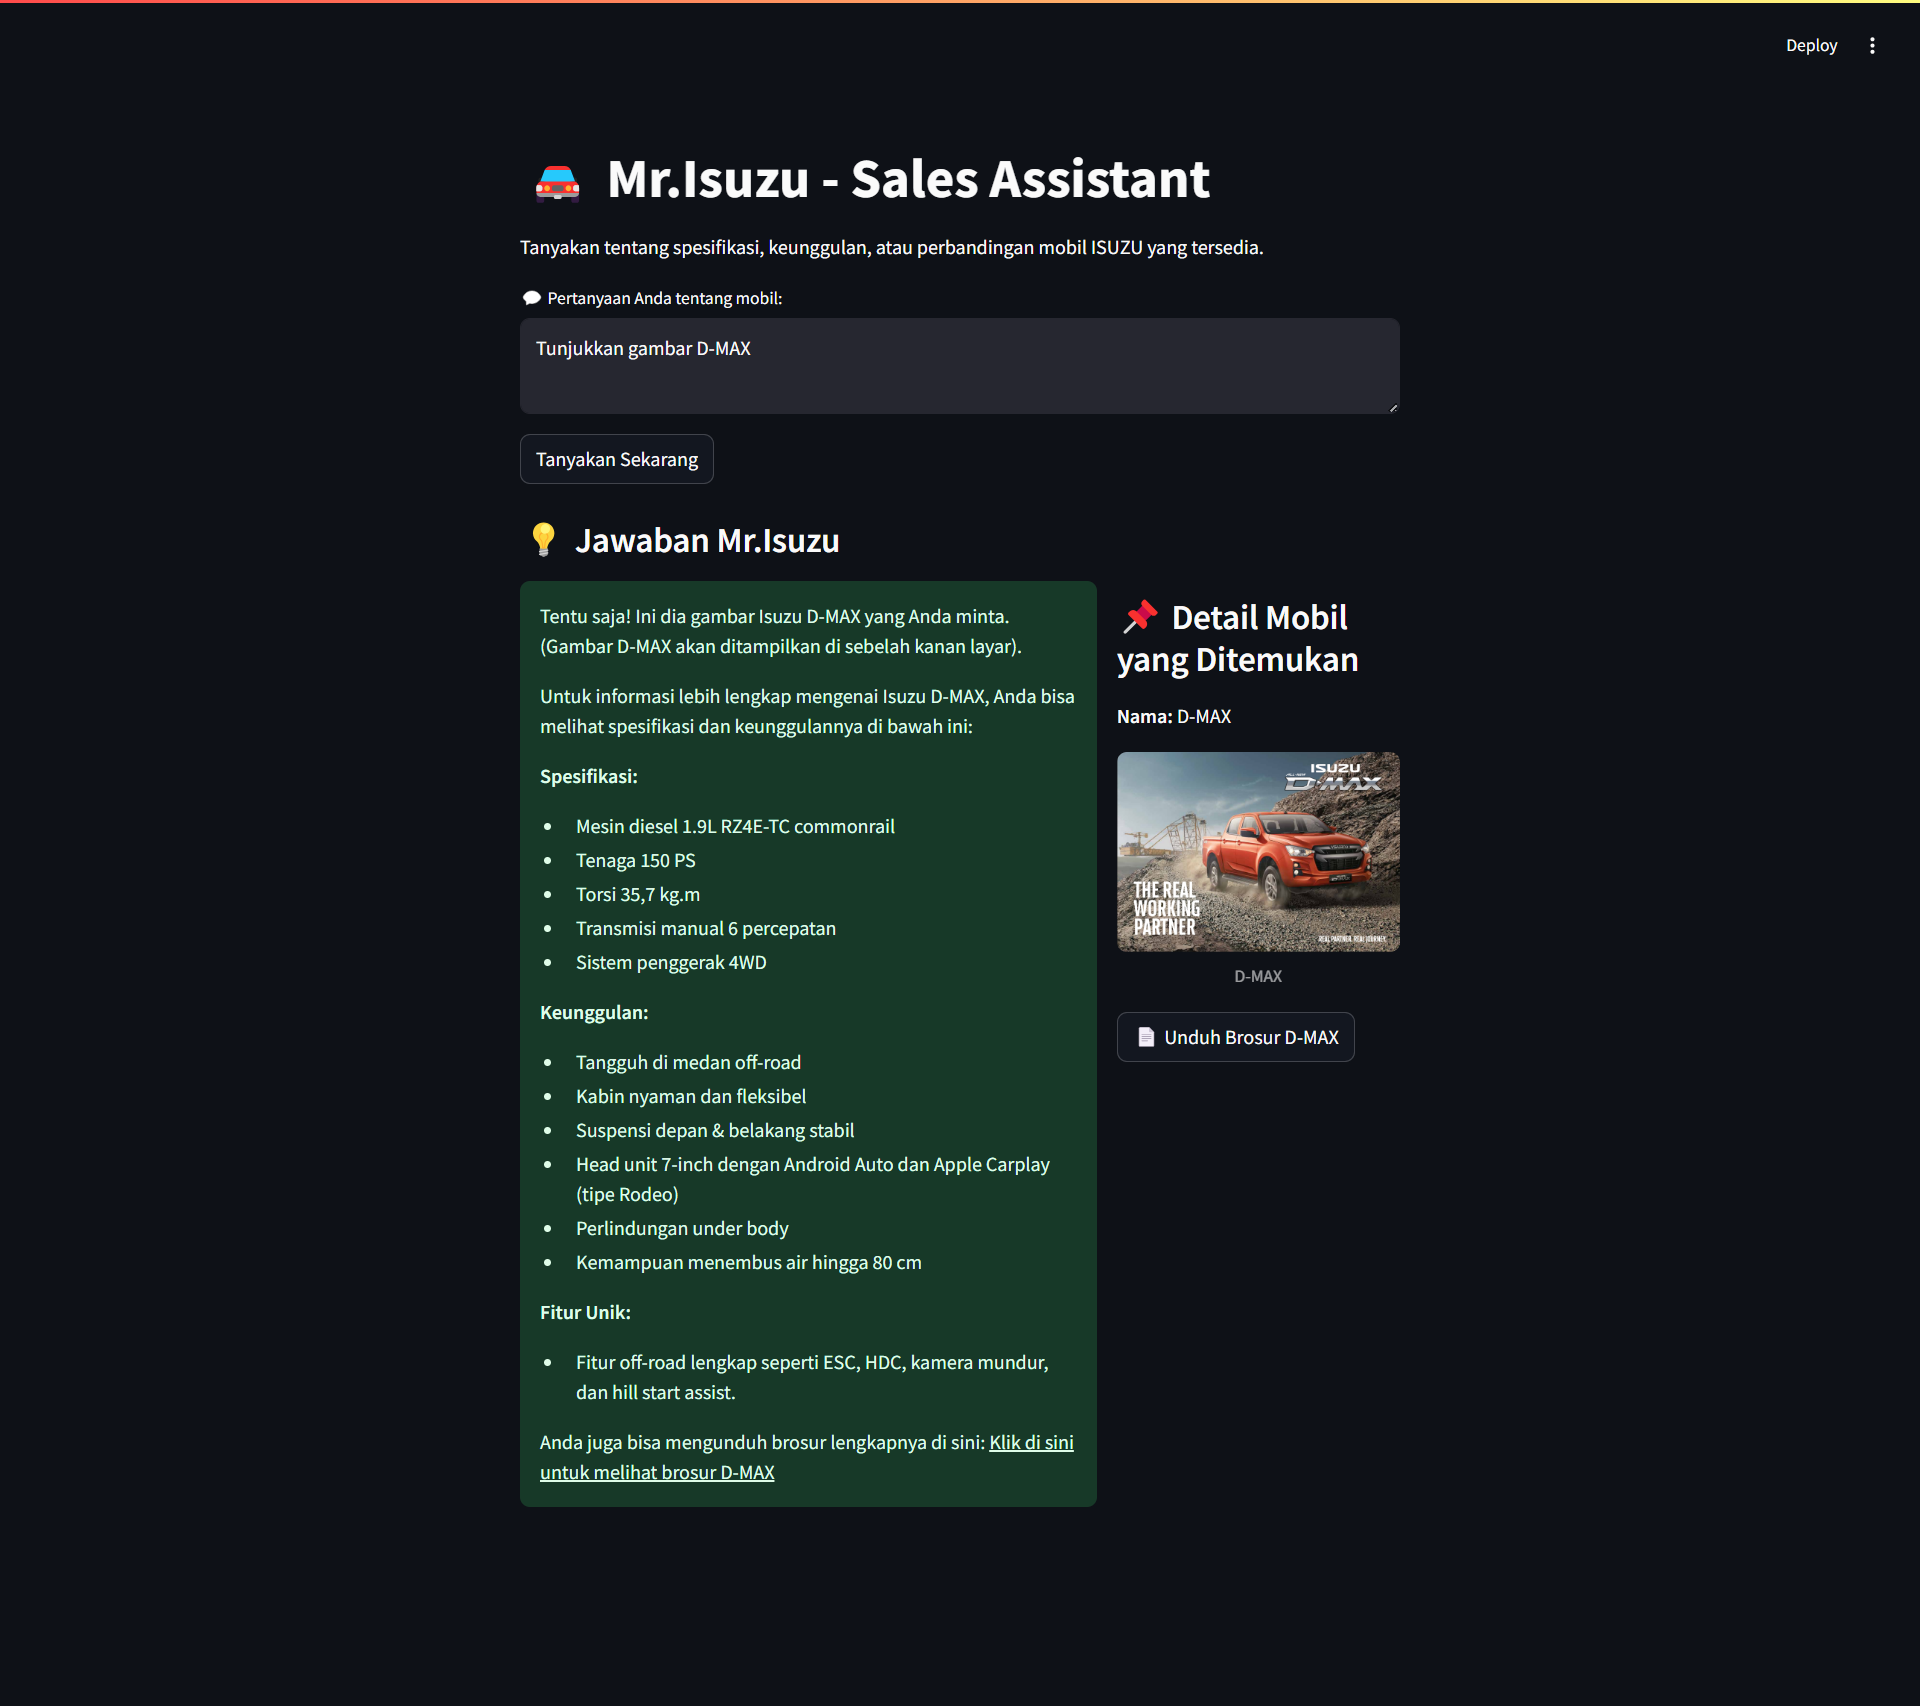 Deploy
Mr.Isuzu - Sales Assistant
Tanyakan tentang spesifikasi, keunggulan, atau perbandingan mobil ISUZU yang tersedia.
Pertanyaan Anda tentang mobil:
Tunjukkan gambar D-MAX
Tanyakan Sekarang
Jawaban Mr.Isuzu
Tentu saja! Ini dia gambar Isuzu D-MAX yang Anda minta.
(Gambar D-MAX akan ditampilkan di sebelah kanan layar).
Untuk informasi lebih lengkap mengenai Isuzu D-MAX, Anda bisa
melihat spesifikasi dan keunggulannya di bawah ini:
Spesifikasi:
Mesin diesel 1.9L RZ4E-TC commonrail
Tenaga 150 PS
Torsi 35,7 kg.m
Transmisi manual 6 percepatan
Sistem penggerak 4WD
Keunggulan:
Tangguh di medan off-road
Kabin nyaman dan fleksibel
Suspensi depan & belakang stabil
Head unit 7-inch dengan Android Auto dan Apple Carplay
(tipe Rodeo)
Perlindungan under body
Kemampuan menembus air hingga 80 cm
Fitur Unik:
Fitur off-road lengkap seperti ESC, HDC, kamera mundur,
dan hill start assist.
Anda juga bisa mengunduh brosur lengkapnya di sini: Klik di sini
untuk melihat brosur D-MAX
Detail Mobil
yang Ditemukan
Nama: D-MAX
ISUZU
ALL-NEW D-MAX
THE REAL
WORKING
PARTNER
REAL PARTNER. REAL JOURNEY.
D-MAX
Unduh Brosur D-MAX